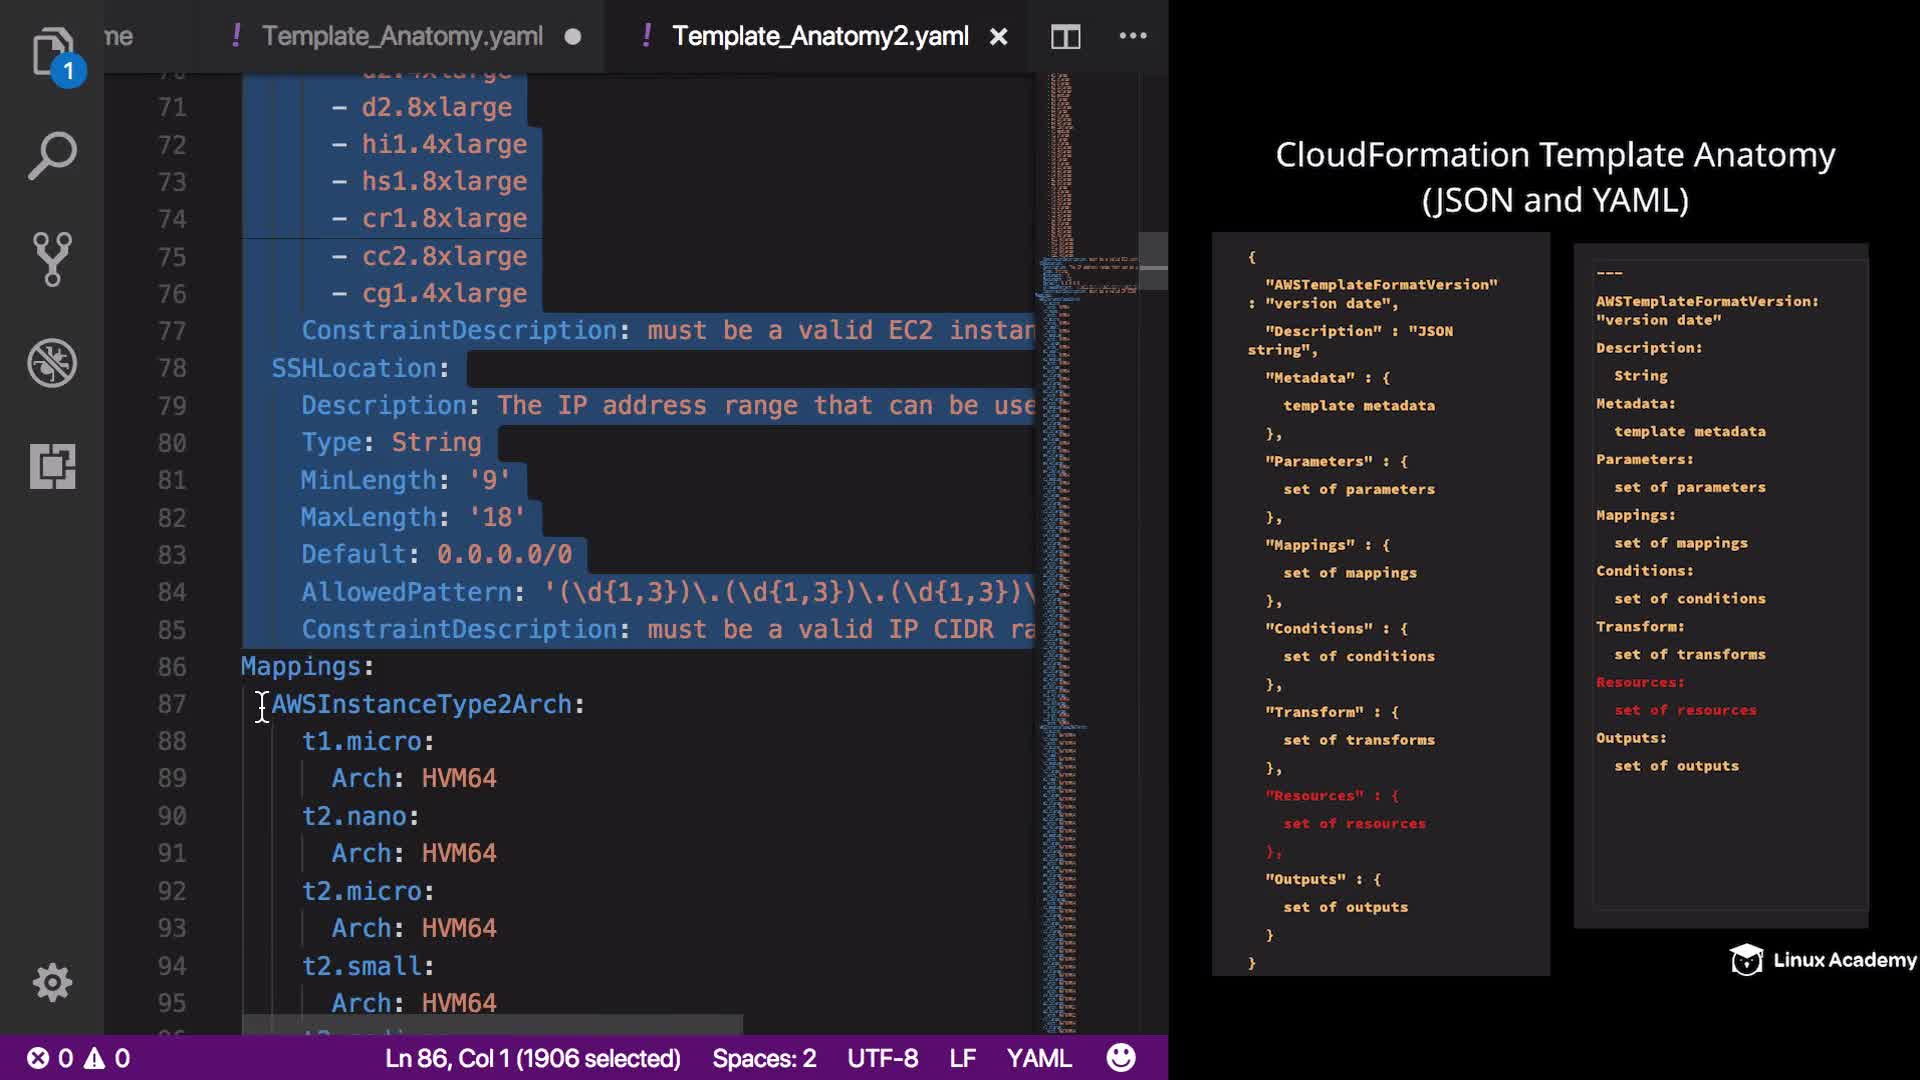 me
! Template_Anatomy.yaml
! Template_Anatomy2.yaml
1
71 - d2.8xlarge
72 - hi1.4xlarge
73 - hs1.8xlarge
74 - cr1.8xlarge
75 - cc2.8xlarge
76 - cg1.4xlarge
77 ConstraintDescription: must be a valid EC2 instan
78 SSHLocation:
79 Description: The IP address range that can be use
80 Type: String
81 MinLength: '9'
82 MaxLength: '18'
83 Default: 0.0.0.0/0
84 AllowedPattern: '(\d{1,3})\.(\d{1,3})\.(\d{1,3})\
85 ConstraintDescription: must be a valid IP CIDR ra
86 Mappings:
87 AWSInstanceType2Arch:
88 t1.micro:
89 Arch: HVM64
90 t2.nano:
91 Arch: HVM64
92 t2.micro:
93 Arch: HVM64
94 t2.small:
95 Arch: HVM64
0 0 Ln 86, Col 1 (1906 selected) Spaces: 2 UTF-8 LF YAML
CloudFormation Template Anatomy
(JSON and YAML)
{
"AWSTemplateFormatVersion"
: "version date",
"Description" : "JSON
string",
"Metadata" : {
template metadata
},
"Parameters" : {
set of parameters
},
"Mappings" : {
set of mappings
},
"Conditions" : {
set of conditions
},
"Transform" : {
set of transforms
},
"Resources" : {
set of resources
},
"Outputs" : {
set of outputs
}
}
---
AWSTemplateFormatVersion:
"version date"
Description:
String
Metadata:
template metadata
Parameters:
set of parameters
Mappings:
set of mappings
Conditions:
set of conditions
Transform:
set of transforms
Resources:
set of resources
Outputs:
set of outputs
Linux Academy